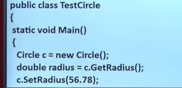 public class TestCircle
{
static void Main()
{
Circle c = new Circle();
double radius = c.GetRadius();
c.SetRadius(56.78);